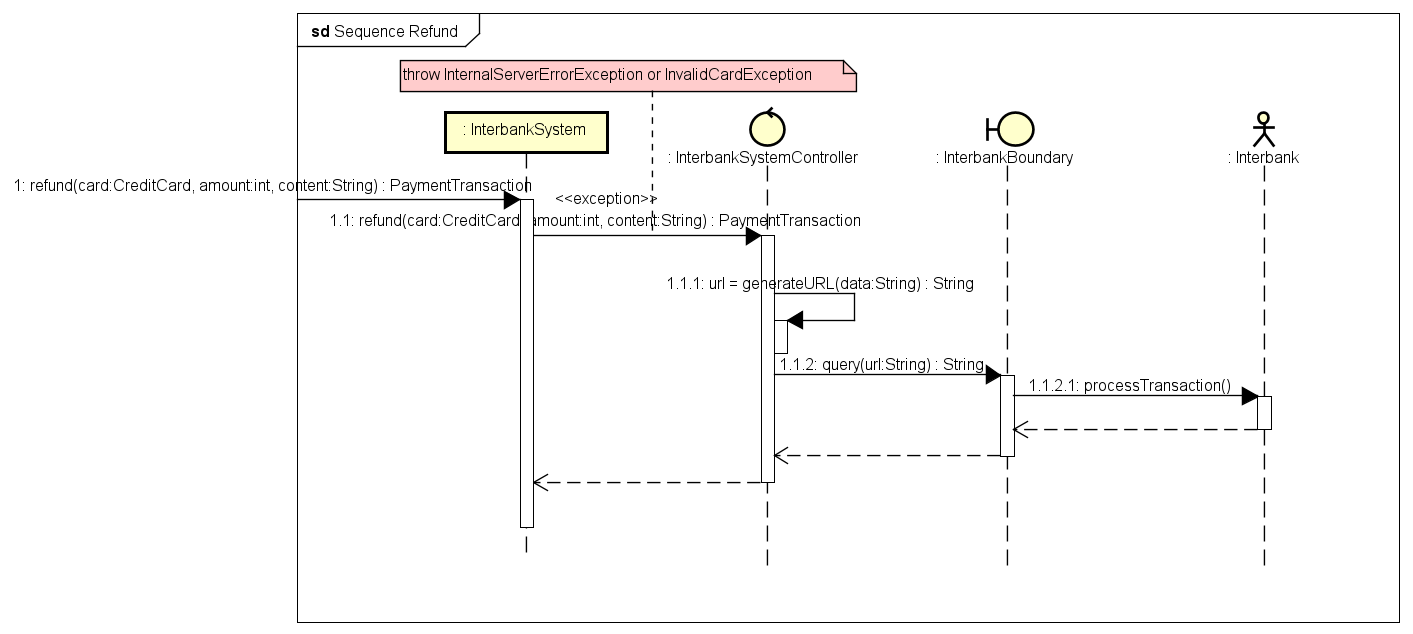 sd Sequence Refund
throw InternalServerErrorException or InvalidCardException
: InterbankSystem
: InterbankSystemController
: InterbankBoundary
: Interbank
1: refund(card:CreditCard, amount:int, content:String) : PaymentTransaction
<<exception>>
1.1: refund(card:CreditCard, amount:int, content:String) : PaymentTransaction
1.1.1: url = generateURL(data:String) : String
1.1.2: query(url:String) : String
1.1.2.1: processTransaction()